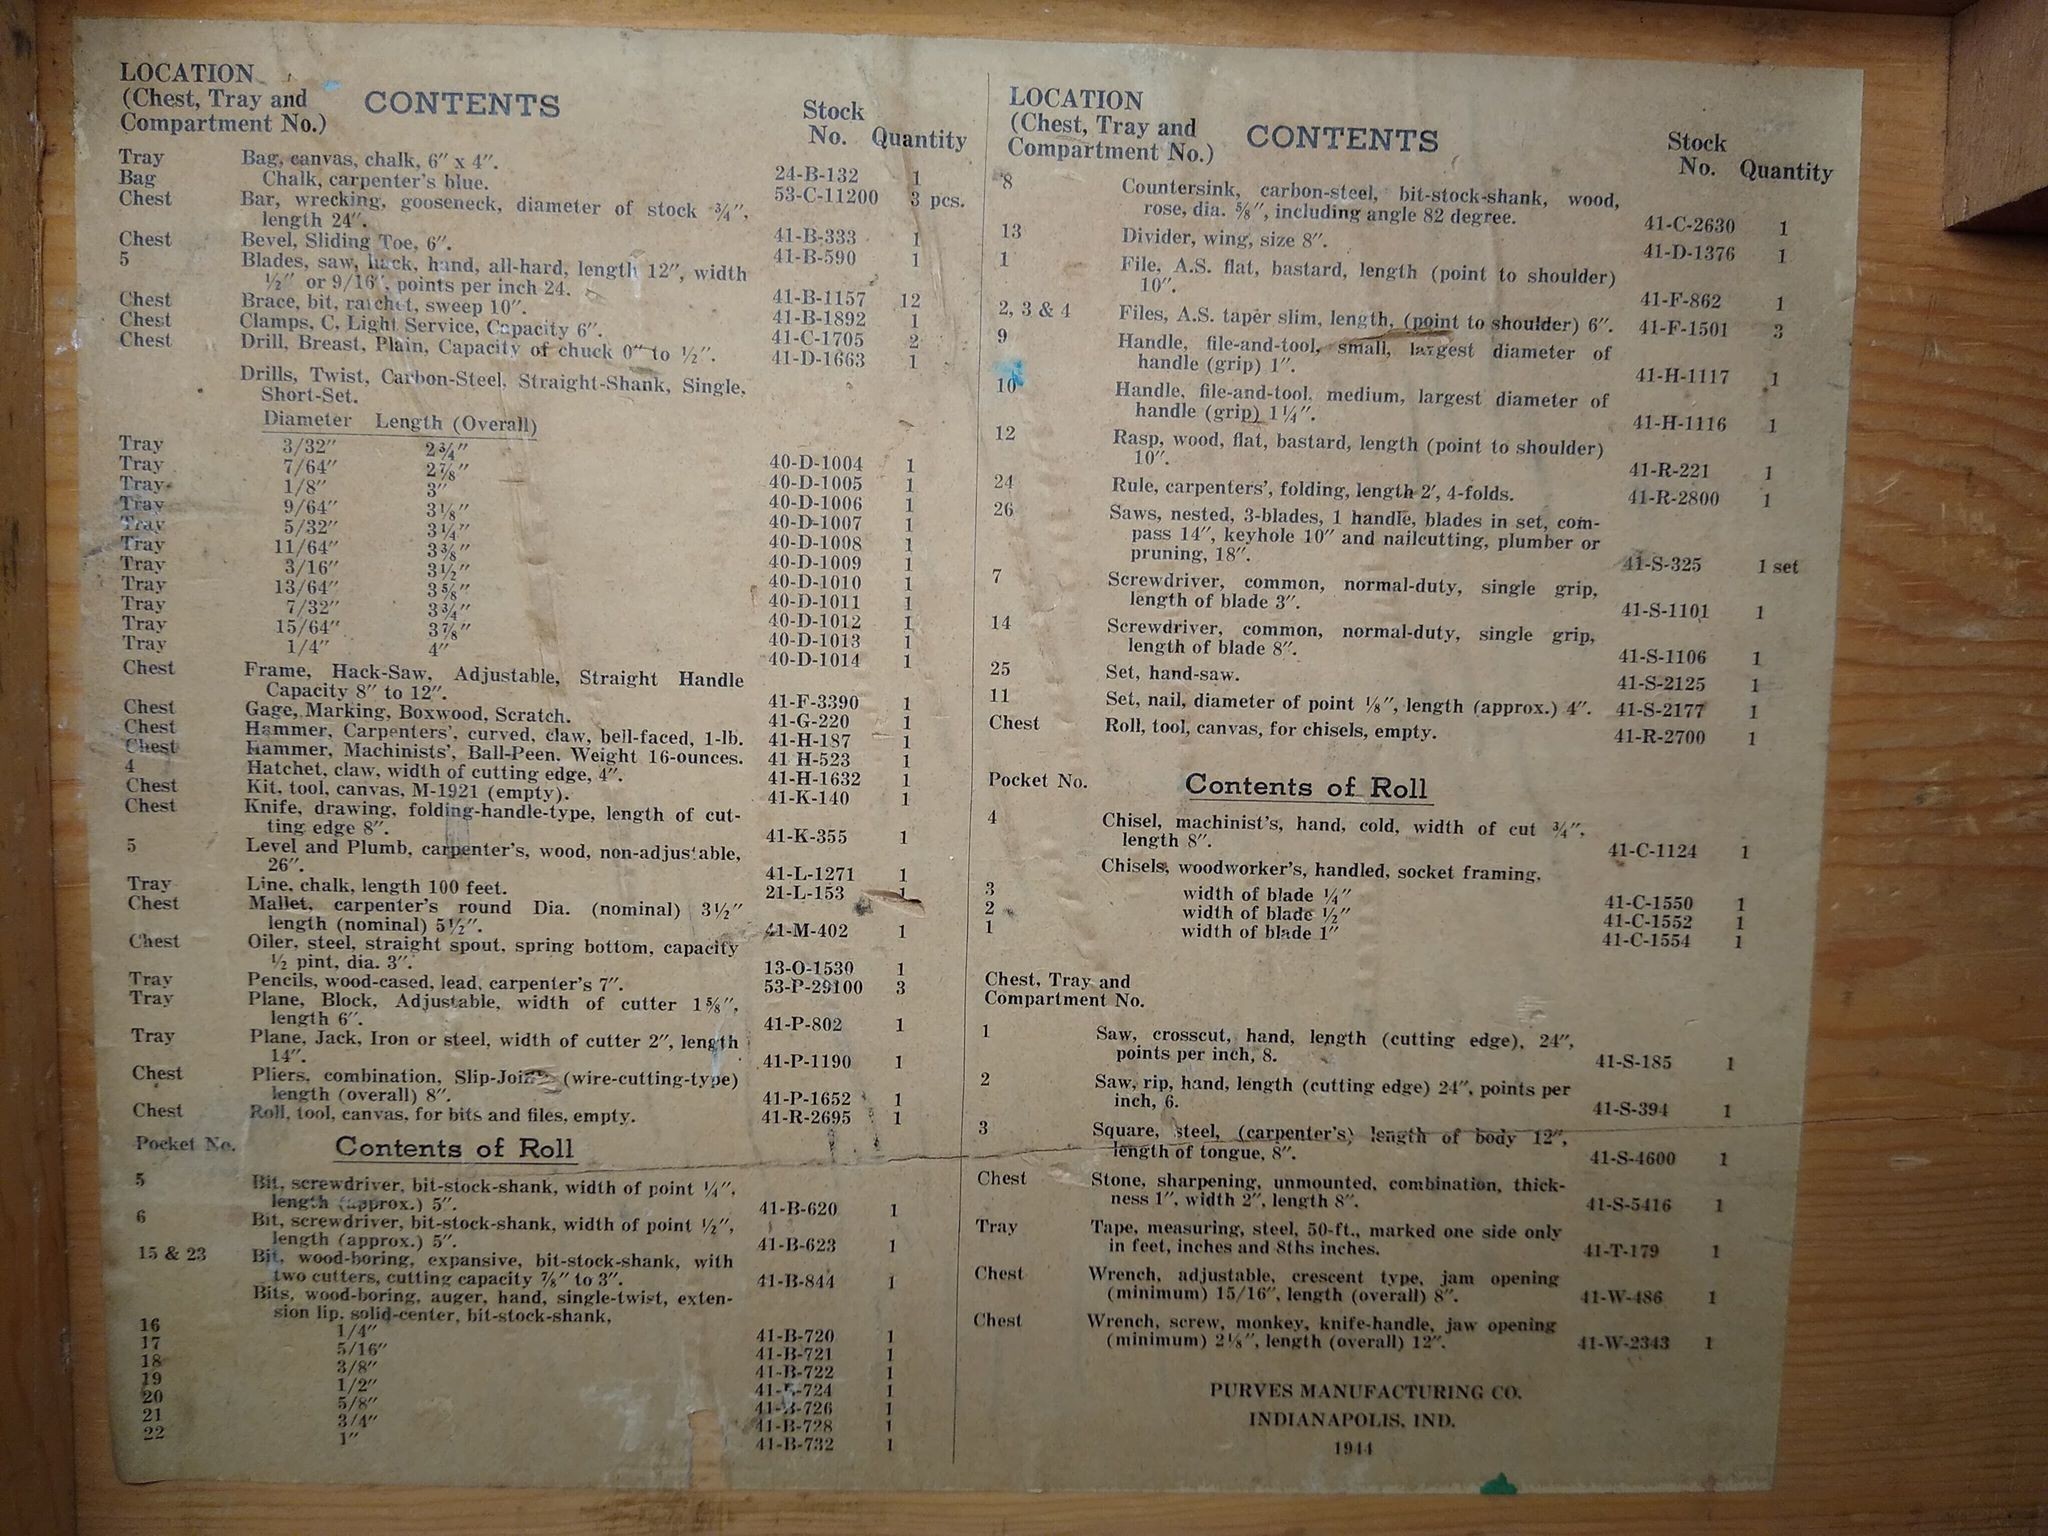 LOCATION
(Chest, Tray and
Compartment No.)
CONTENTS
Stock
No. Quantity
Tray Bag, canvas, chalk, 6″ x 4″. 24-B-132 1
Bag Chalk, carpenter's blue. 53-C-11200 3 pcs.
Chest Bar, wrecking, gooseneck, diameter of stock ¾″,
length 24″. 41-B-333 1
Chest Bevel, Sliding Toe, 6″. 41-B-590 1
5 Blades, saw, hack, hand, all-hard, length 12″, width
½″ or 9/16″, points per inch 24. 41-B-1157 12
Chest Brace, bit, ratchet, sweep 10″. 41-B-1892 1
Chest Clamps, C, Light Service, Capacity 6″. 41-C-1705 2
Chest Drill, Breast, Plain, Capacity of chuck 0″ to ½″. 41-D-1663 1
Drills, Twist, Carbon-Steel, Straight-Shank, Single,
Short-Set.
Diameter Length (Overall)
Tray 3/32″ 2¾″ 40-D-1004 1
Tray 7/64″ 2⅞″ 40-D-1005 1
Tray 1/8″ 3″ 40-D-1006 1
Tray 9/64″ 3⅛″ 40-D-1007 1
Tray 5/32″ 3¼″ 40-D-1008 1
Tray 11/64″ 3⅜″ 40-D-1009 1
Tray 3/16″ 3½″ 40-D-1010 1
Tray 13/64″ 3⅝″ 40-D-1011 1
Tray 7/32″ 3¾″ 40-D-1012 1
Tray 15/64″ 3⅞″ 40-D-1013 1
Tray 1/4″ 4″ 40-D-1014 1
Chest Frame, Hack-Saw, Adjustable, Straight Handle
Capacity 8″ to 12″. 41-F-3390 1
Chest Gage, Marking, Boxwood, Scratch. 41-G-220 1
Chest Hammer, Carpenters', curved, claw, bell-faced, 1-lb. 41-H-187 1
Chest Hammer, Machinists', Ball-Peen. Weight 16-ounces. 41 H-523 1
4 Hatchet, claw, width of cutting edge, 4″. 41-H-1632 1
Chest Kit, tool, canvas, M-1921 (empty). 41-K-140 1
Chest Knife, drawing, folding-handle-type, length of cut-
ting edge 8″. 41-K-355 1
5 Level and Plumb, carpenter's, wood, non-adjustable,
26″. 41-L-1271 1
Tray Line, chalk, length 100 feet. 21-L-153 1
Chest Mallet, carpenter's round Dia. (nominal) 3½″
length (nominal) 5½″. 41-M-402 1
Chest Oiler, steel, straight spout, spring bottom, capacity
½ pint, dia. 3″. 13-O-1530 1
Tray Pencils, wood-cased, lead, carpenter's 7″. 53-P-29100 3
Tray Plane, Block, Adjustable, width of cutter 1⅝″,
length 6″. 41-P-802 1
Tray Plane, Jack, Iron or steel, width of cutter 2″, length
14″. 41-P-1190 1
Chest Pliers, combination, Slip-Joint (wire-cutting-type)
length (overall) 8″. 41-P-1652 1
Chest Roll, tool, canvas, for bits and files, empty. 41-R-2695 1
Pocket No. Contents of Roll
5 Bit, screwdriver, bit-stock-shank, width of point ¼″,
length (approx.) 5″. 41-B-620 1
6 Bit, screwdriver, bit-stock-shank, width of point ½″,
length (approx.) 5″. 41-B-623 1
15 & 23 Bit, wood-boring, expansive, bit-stock-shank, with
two cutters, cutting capacity ⅞″ to 3″. 41-B-844 1
Bits, wood-boring, auger, hand, single-twist, exten-
sion lip, solid-center, bit-stock-shank,
16 1/4″ 41-B-720 1
17 5/16″ 41-B-721 1
18 3/8″ 41-B-722 1
19 1/2″ 41-B-724 1
20 5/8″ 41-B-726 1
21 3/4″ 41-B-728 1
22 1″ 41-B-732 1
LOCATION
(Chest, Tray and
Compartment No.)
CONTENTS
Stock
No. Quantity
8 Countersink, carbon-steel, bit-stock-shank, wood,
rose, dia. ⅝″, including angle 82 degree. 41-C-2630 1
13 Divider, wing, size 8″. 41-D-1376 1
1 File, A.S. flat, bastard, length (point to shoulder)
10″. 41-F-862 1
2, 3 & 4 Files, A.S. taper slim, length, (point to shoulder) 6″. 41-F-1501 3
9 Handle, file-and-tool, small, largest diameter of
handle (grip) 1″. 41-H-1117 1
10 Handle, file-and-tool, medium, largest diameter of
handle (grip) 1¼″. 41-H-1116 1
12 Rasp, wood, flat, bastard, length (point to shoulder)
10″. 41-R-221 1
24 Rule, carpenters', folding, length 2′, 4-folds. 41-R-2800 1
26 Saws, nested, 3-blades, 1 handle, blades in set, com-
pass 14″, keyhole 10″ and nailcutting, plumber or
pruning, 18″. 41-S-325 1 set
7 Screwdriver, common, normal-duty, single grip,
length of blade 3″. 41-S-1101 1
14 Screwdriver, common, normal-duty, single grip,
length of blade 8″. 41-S-1106 1
25 Set, hand-saw. 41-S-2125 1
11 Set, nail, diameter of point ⅛″, length (approx.) 4″. 41-S-2177 1
Chest Roll, tool, canvas, for chisels, empty. 41-R-2700 1
Pocket No. Contents of Roll
4 Chisel, machinist's, hand, cold, width of cut ¾″,
length 8″. 41-C-1124 1
Chisels, woodworker's, handled, socket framing,
3 width of blade ¼″ 41-C-1550 1
2 width of blade ½″ 41-C-1552 1
1 width of blade 1″ 41-C-1554 1
Chest, Tray and
Compartment No.
1 Saw, crosscut, hand, length (cutting edge), 24″,
points per inch, 8. 41-S-185 1
2 Saw, rip, hand, length (cutting edge) 24″, points per
inch, 6. 41-S-394 1
3 Square, steel, (carpenter's) length of body 12″,
length of tongue, 8″. 41-S-4600 1
Chest Stone, sharpening, unmounted, combination, thick-
ness 1″, width 2″, length 8″. 41-S-5416 1
Tray Tape, measuring, steel, 50-ft., marked one side only
in feet, inches and 8ths inches. 41-T-179 1
Chest Wrench, adjustable, crescent type, jam opening
(minimum) 15/16″, length (overall) 8″. 41-W-486 1
Chest Wrench, screw, monkey, knife-handle, jaw opening
(minimum) 2⅛″, length (overall) 12″. 41-W-2343 1
PURVES MANUFACTURING CO.
INDIANAPOLIS, IND.
1944